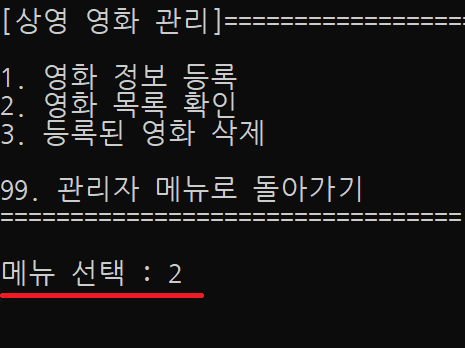 [상영 영화 관리]==================
1. 영화 정보 등록
2. 영화 목록 확인
3. 등록된 영화 삭제
99. 관리자 메뉴로 돌아가기
=================================
메뉴 선택 : 2